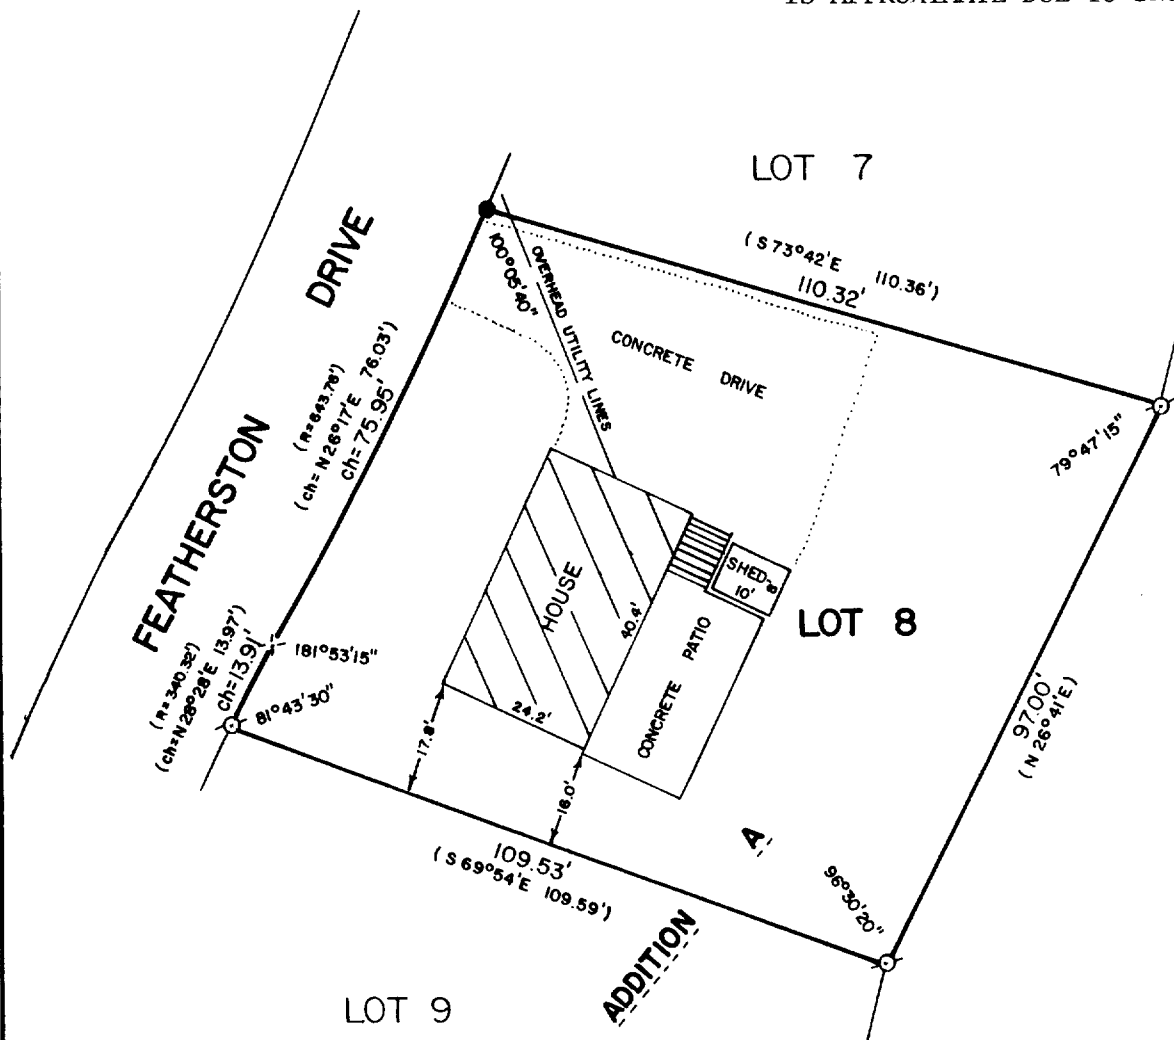 LOT 7
( S 73°42'E 110.36')
110.32'
FEATHERSTON DRIVE
OVERHEAD UTILITY LINES
100°05'40"
CONCRETE DRIVE
79°47'15"
(R=643.76')
(ch= N 26°17'E 76.03')
ch=75.95'
HOUSE
40.4'
24.2'
SHED-8
10'
LOT 8
CONCRETE PATIO
(R=340.32')
(ch=N 28°28'E 13.97')
ch=13.91'
181°53'15"
81°43'30"
17.8'
16.0'
97.00'
( N 26°41'E )
109.53'
( S 69°54'E 109.59')
A
96°30'20"
ADDITION
LOT 9